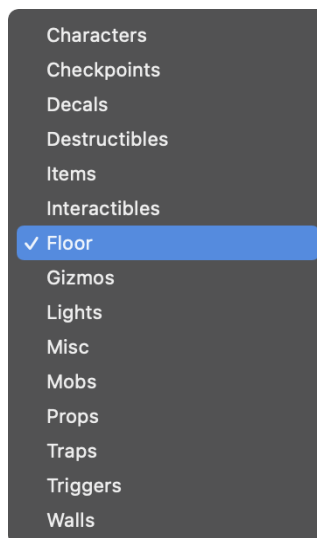 Characters
Checkpoints
Decals
Destructibles
Items
Interactibles
✓ Floor
Gizmos
Lights
Misc
Mobs
Props
Traps
Triggers
Walls